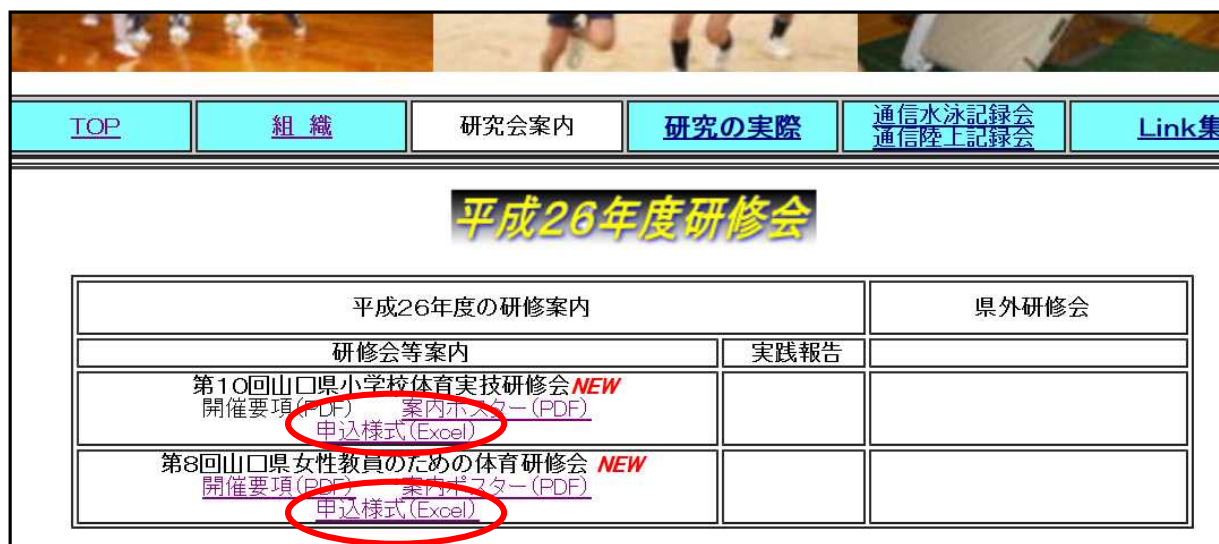 TOP
組 織
研究会案内
研究の実際
通信水泳記録会
通信陸上記録会
Link集
平成26年度研修会
平成26年度の研修案内
県外研修会
研修会等案内
実践報告
第10回山口県小学校体育実技研修会NEW
開催要項(PDF) 案内ポスター(PDF)
申込様式(Excel)
第8回山口県女性教員のための体育研修会 NEW
開催要項(PDF) 案内ポスター(PDF)
申込様式(Excel)